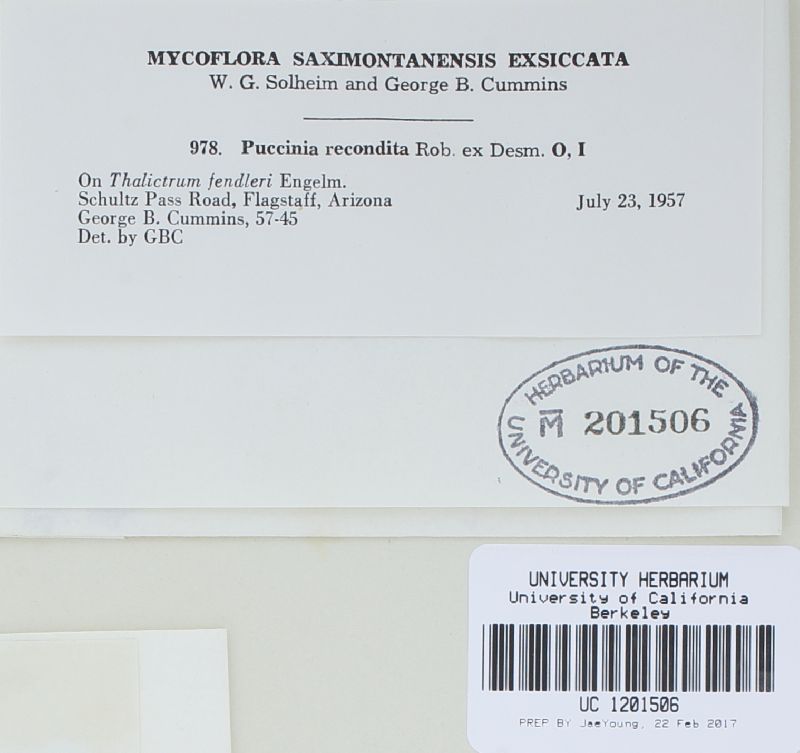 MYCOFLORA SAXIMONTANENSIS EXSICCATA
W. G. Solheim and George B. Cummins
978. Puccinia recondita Rob. ex Desm. O, I
On Thalictrum fendleri Engelm.
Schultz Pass Road, Flagstaff, Arizona July 23, 1957
George B. Cummins, 57-45
Det. by GBC
HERBARIUM OF THE
M̅ 201506
UNIVERSITY OF CALIFORNIA
UNIVERSITY HERBARIUM
University of California
Berkeley
UC 1201506
PREP BY JaeYoung, 22 Feb 2017